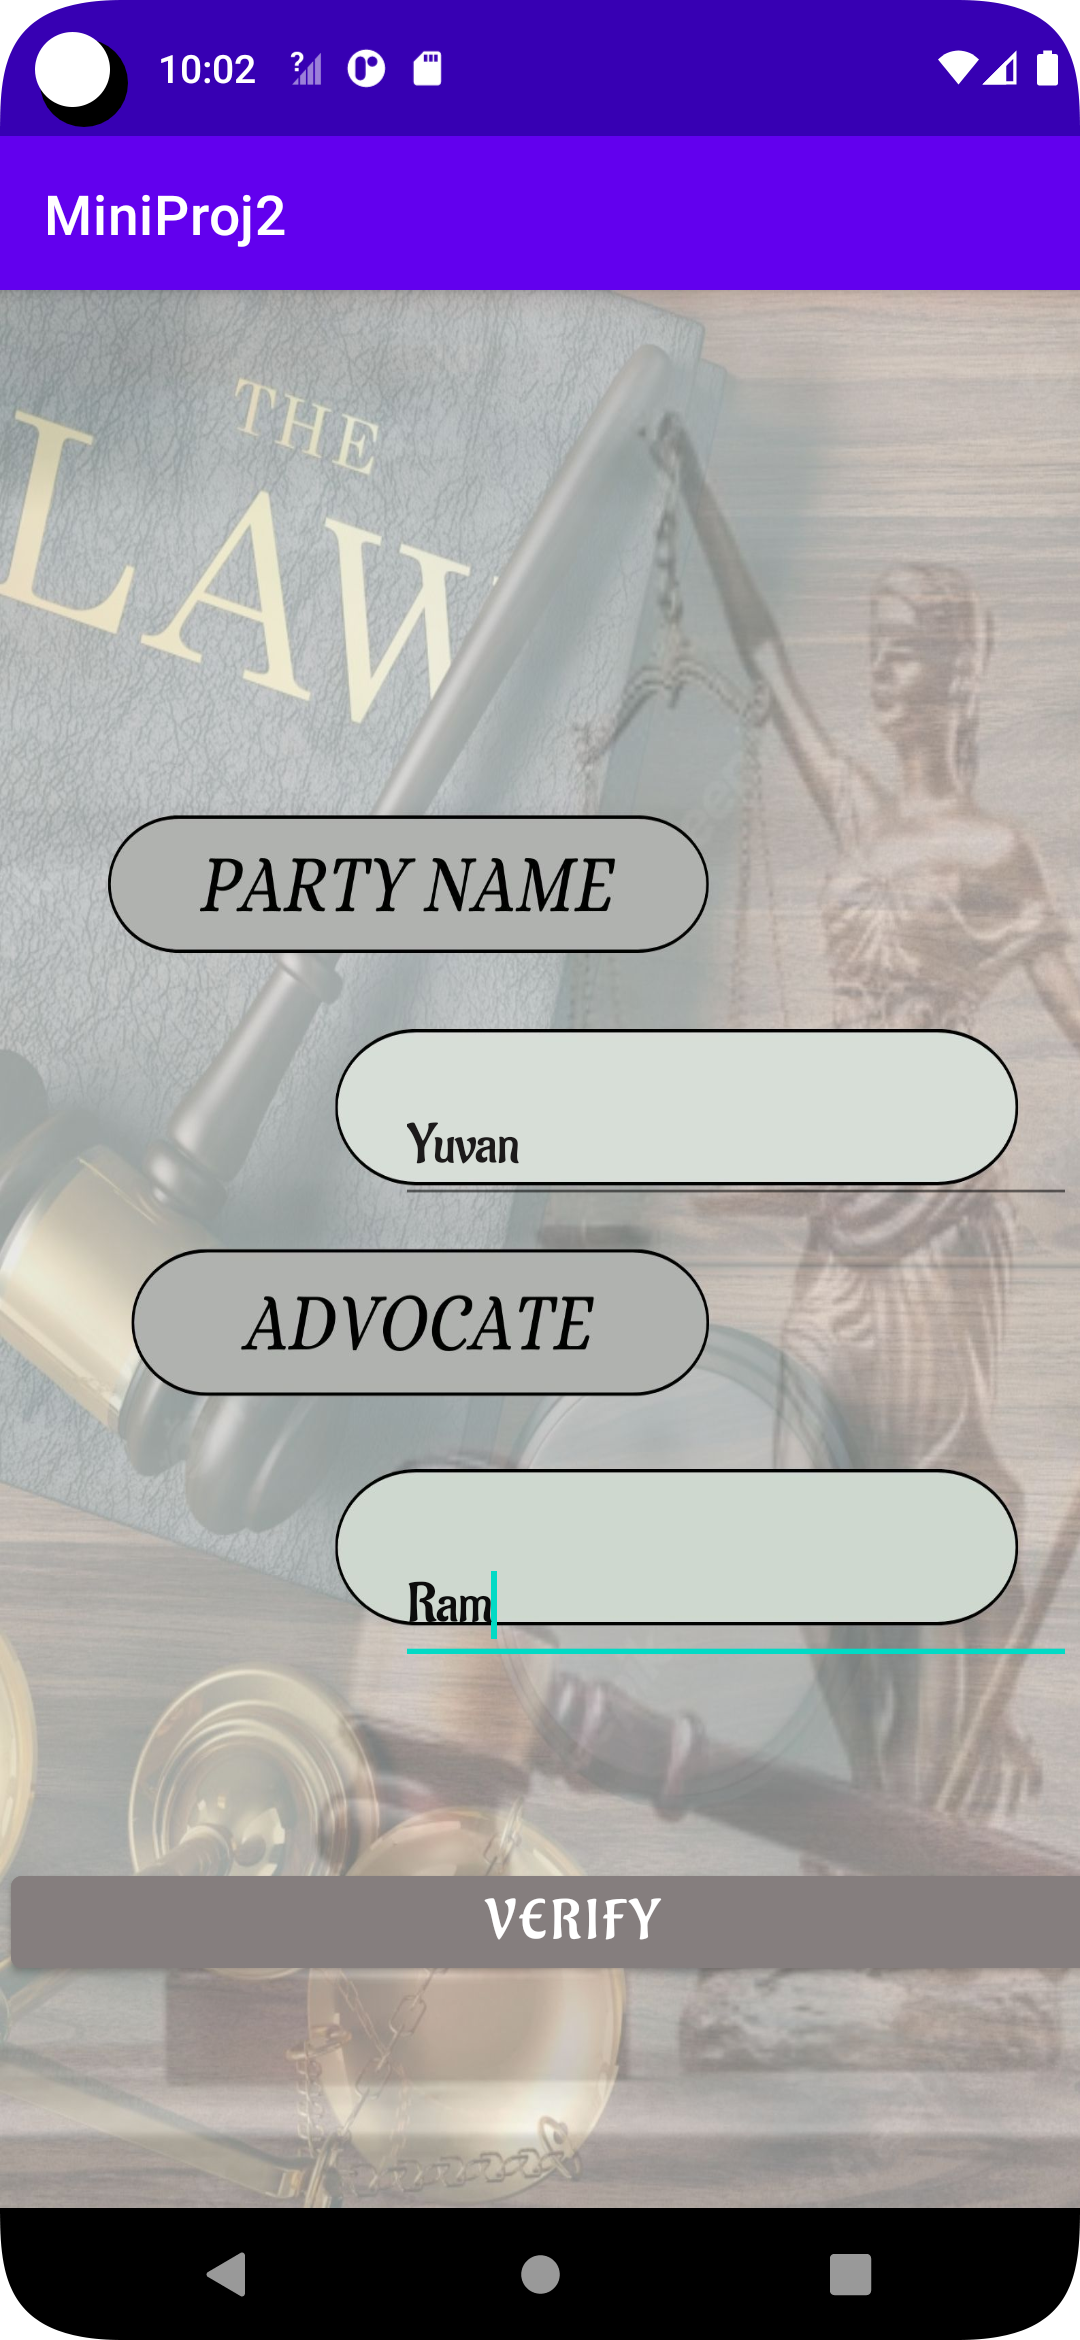 10:02
MiniProj2
THE
LAW
PARTY NAME
Yuvan
ADVOCATE
Ram
VERIFY